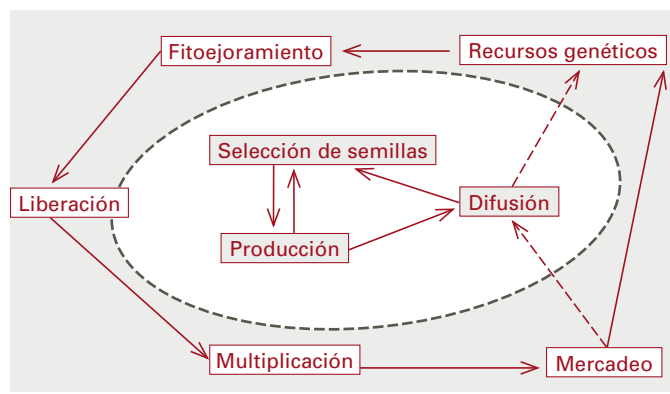 Fitoejoramiento
Recursos genéticos
Selección de semillas
Liberación
Difusión
Producción
Multiplicación
Mercadeo